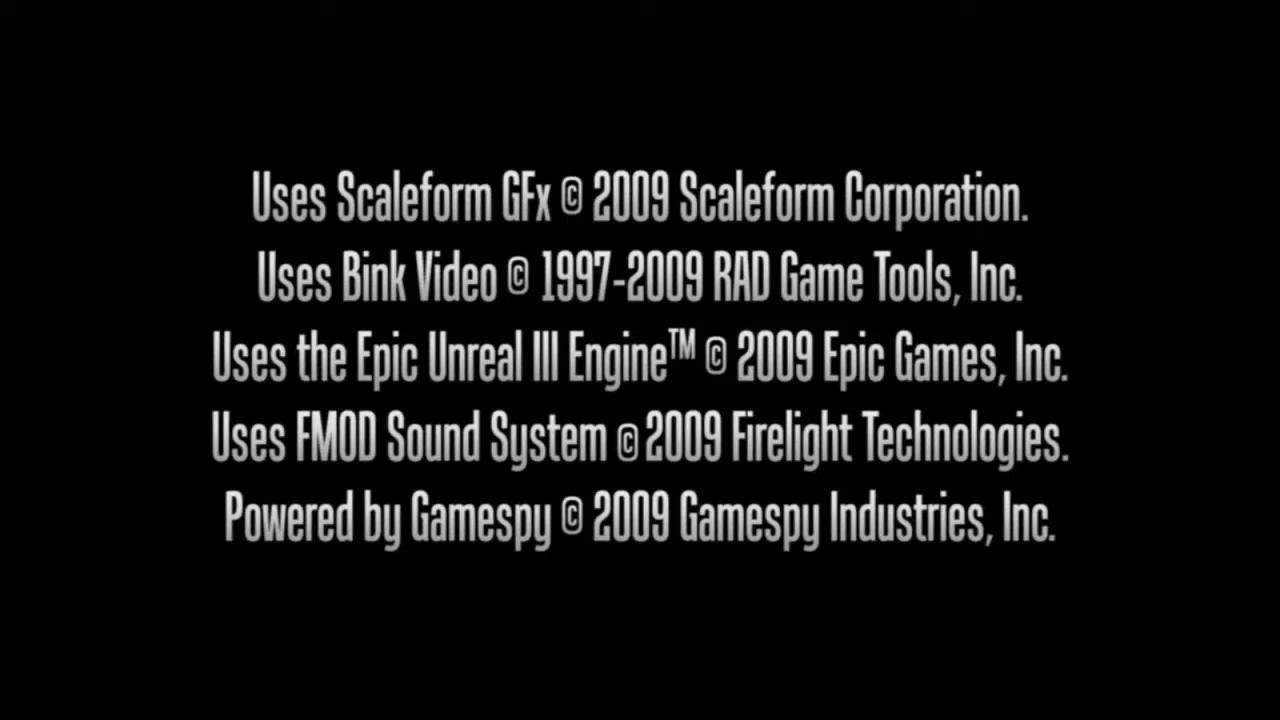 Uses Scaleform GFx © 2009 Scaleform Corporation.
Uses Bink Video © 1997-2009 RAD Game Tools, Inc.
Uses the Epic Unreal III Engine™ © 2009 Epic Games, Inc.
Uses FMOD Sound System © 2009 Firelight Technologies.
Powered by Gamespy © 2009 Gamespy Industries, Inc.